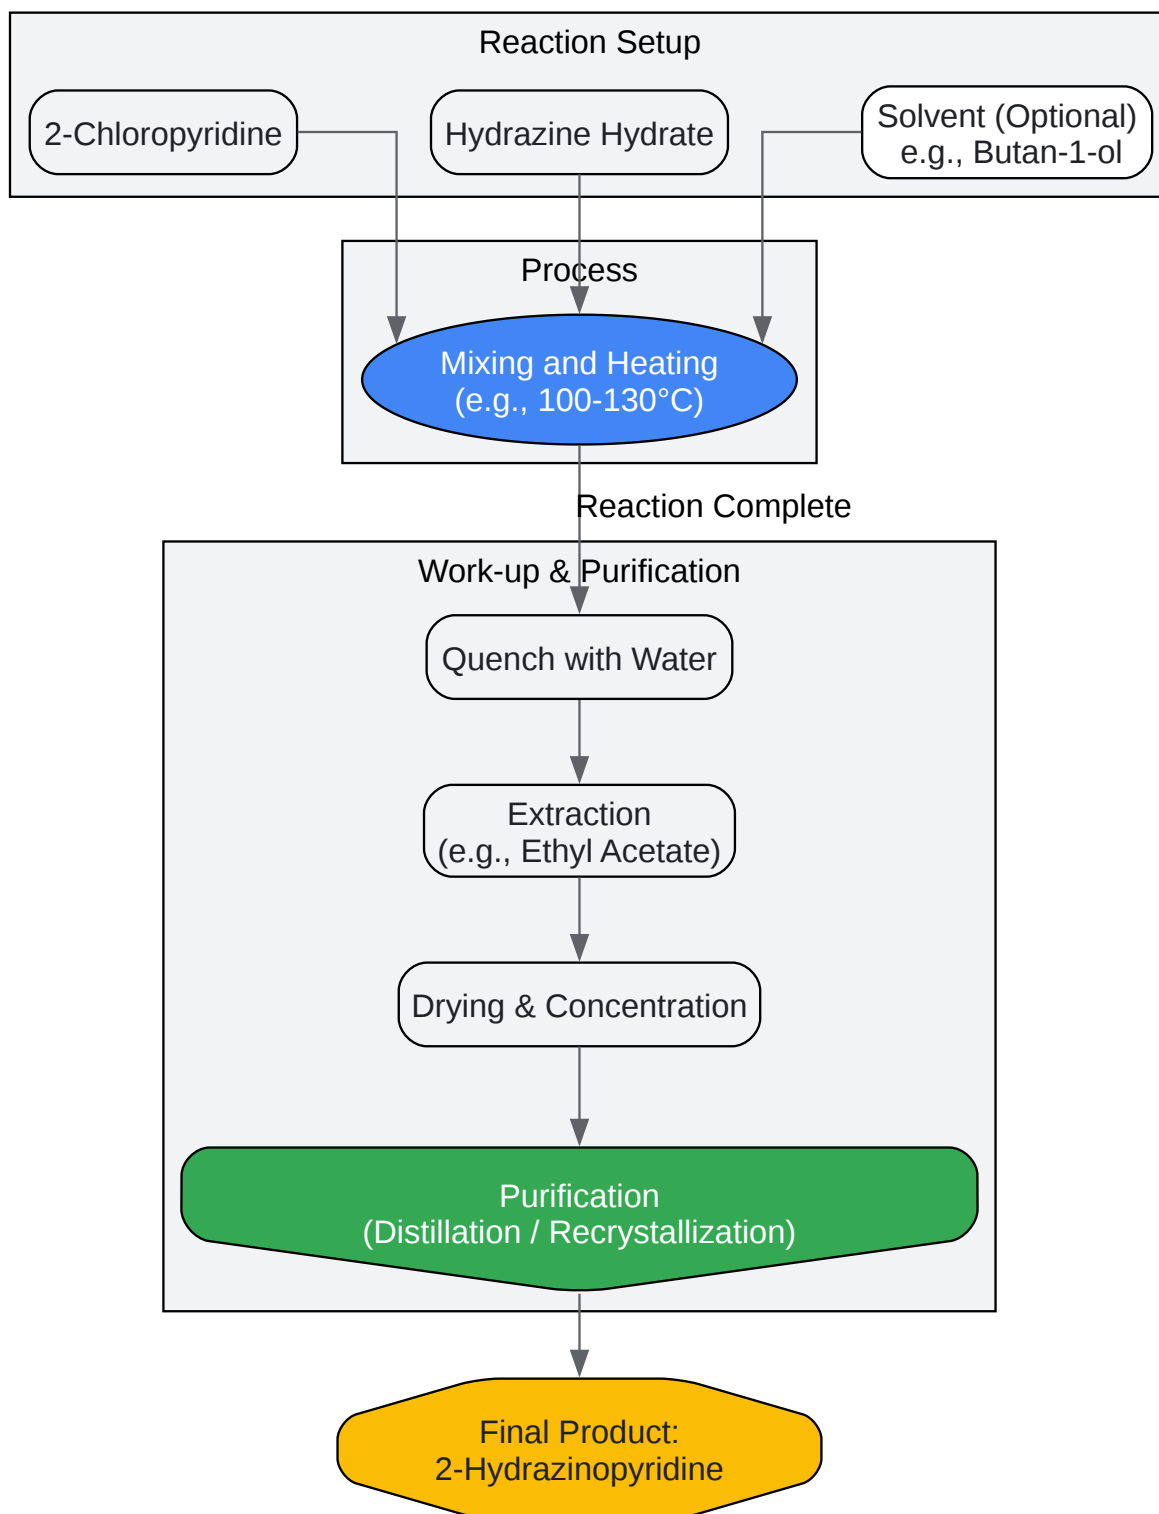 Reaction Setup
2-Chloropyridine
Hydrazine Hydrate
Solvent (Optional)
e.g., Butan-1-ol
Process
Mixing and Heating
(e.g., 100-130°C)
Reaction Complete
Work-up & Purification
Quench with Water
Extraction
(e.g., Ethyl Acetate)
Drying & Concentration
Purification
(Distillation / Recrystallization)
Final Product:
2-Hydrazinopyridine